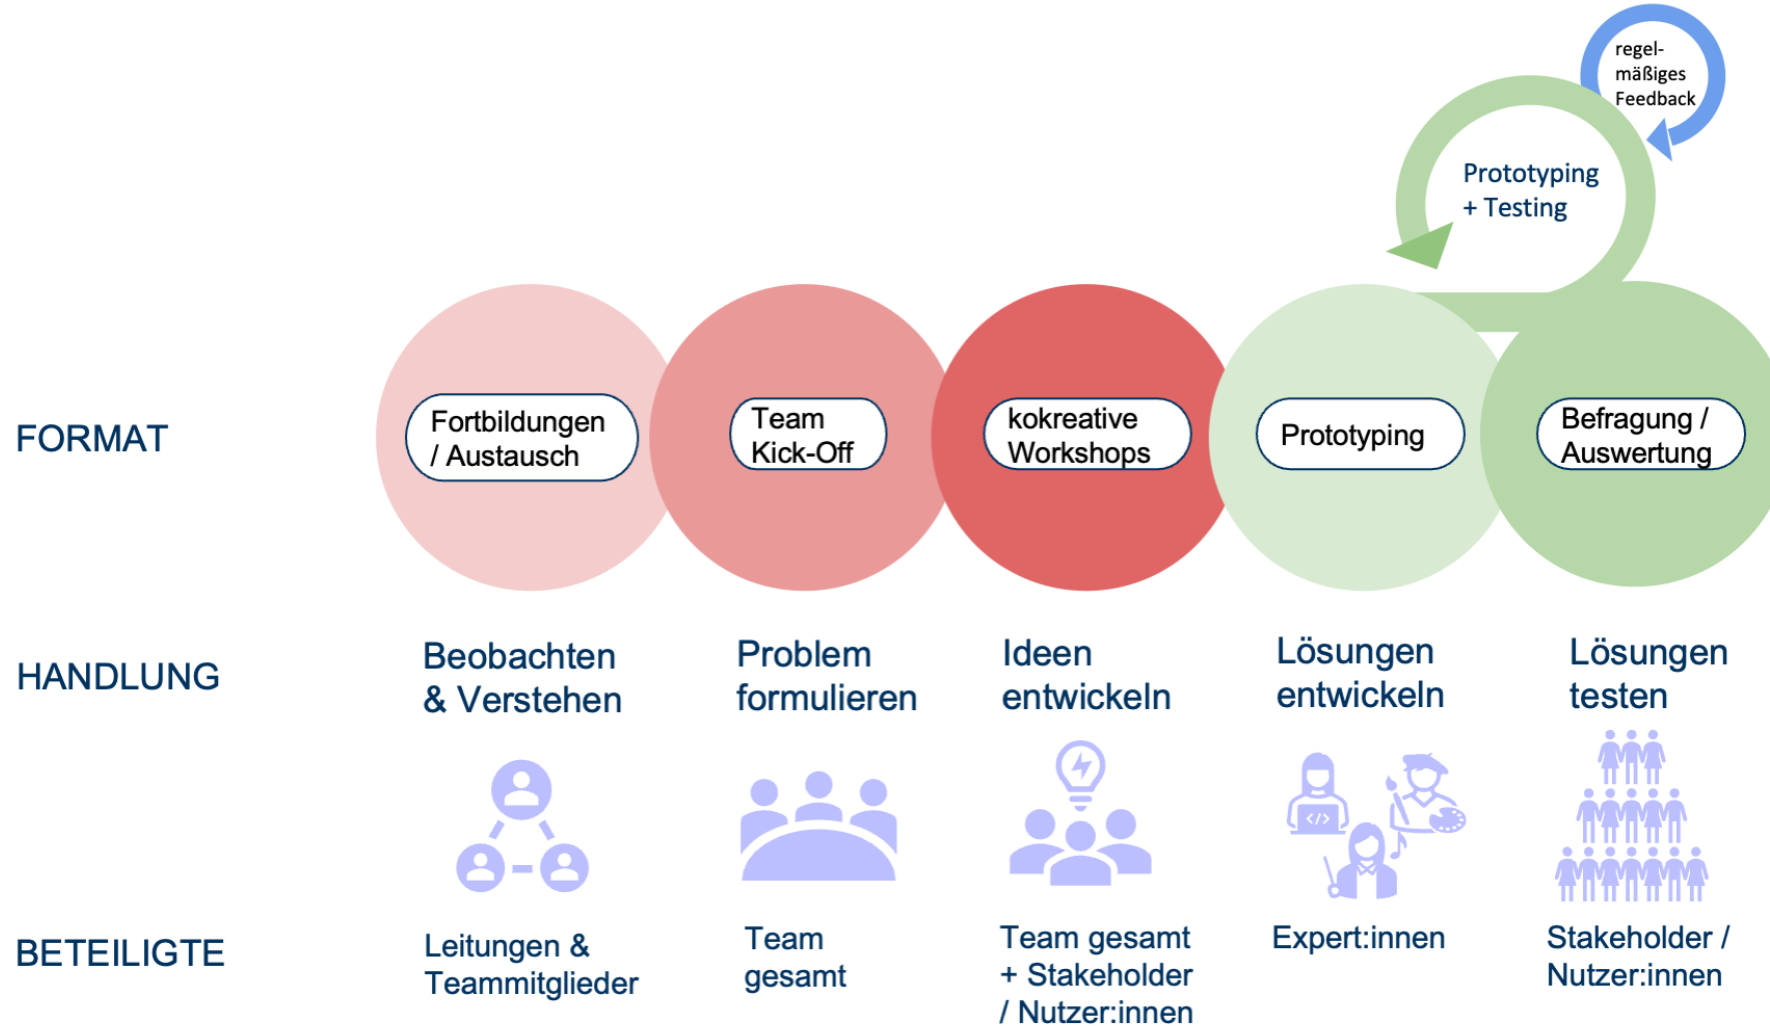 regel-
mäßiges
Feedback
Prototyping
+ Testing
FORMAT
Fortbildungen
/ Austausch
Team
Kick-Off
kokreative
Workshops
Prototyping
Befragung /
Auswertung
HANDLUNG
Beobachten
& Verstehen
Problem
formulieren
Ideen
entwickeln
Lösungen
entwickeln
Lösungen
testen
</>
BETEILIGTE
Leitungen &
Teammitglieder
Team
gesamt
Team gesamt
+ Stakeholder
/ Nutzer:innen
Expert:innen
Stakeholder /
Nutzer:innen